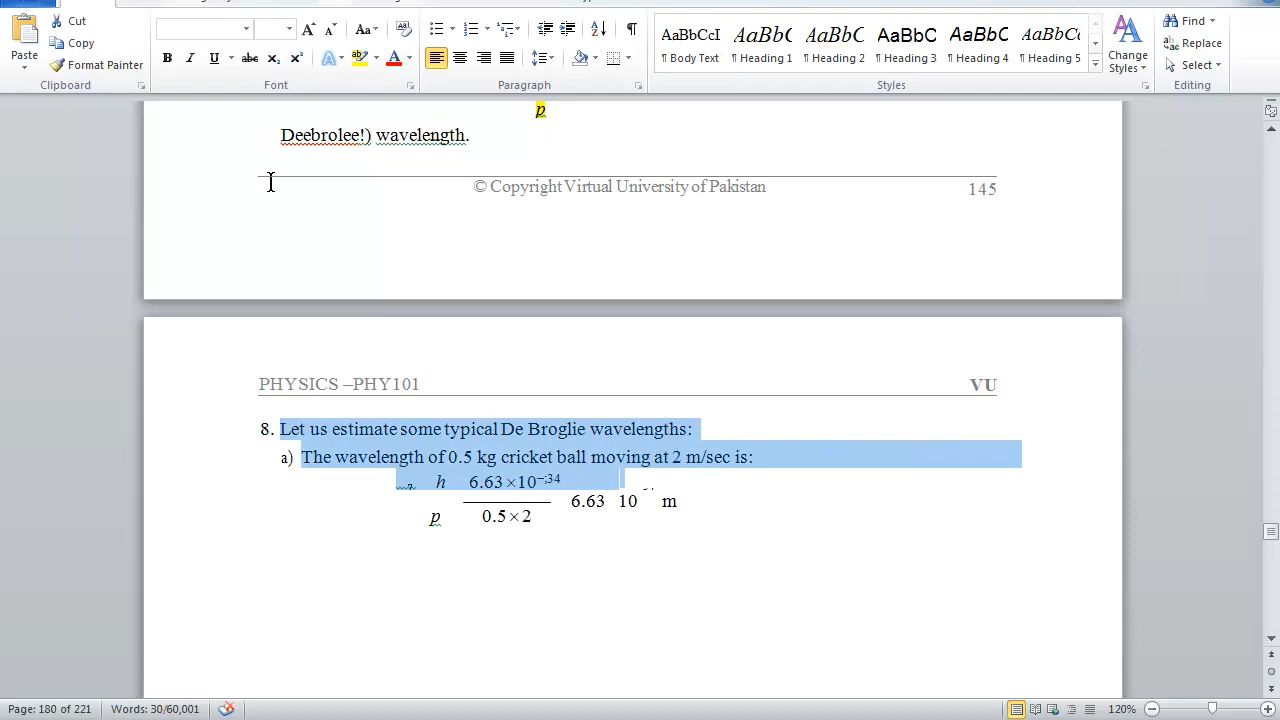 Cut
Copy
Paste
Format Painter
Clipboard
Aa
B I U abc x₂ x² A A
Font
Paragraph
AaBbCcI AaBbC AaBbC AaBbC AaBbC AaBbCc
¶ Body Text ¶ Heading 1 ¶ Heading 2 ¶ Heading 3 ¶ Heading 4 ¶ Heading 5
Styles
Change Styles
Find
Replace
Select
Editing
p
Deebrolee!) wavelength.
© Copyright Virtual University of Pakistan 145
PHYSICS –PHY101 VU
8. Let us estimate some typical De Broglie wavelengths:
a) The wavelength of 0.5 kg cricket ball moving at 2 m/sec is:
h 6.63 ×10⁻;³⁴
6.63 10 m
p 0.5 × 2
Page: 180 of 221 Words: 30/60,001 120%